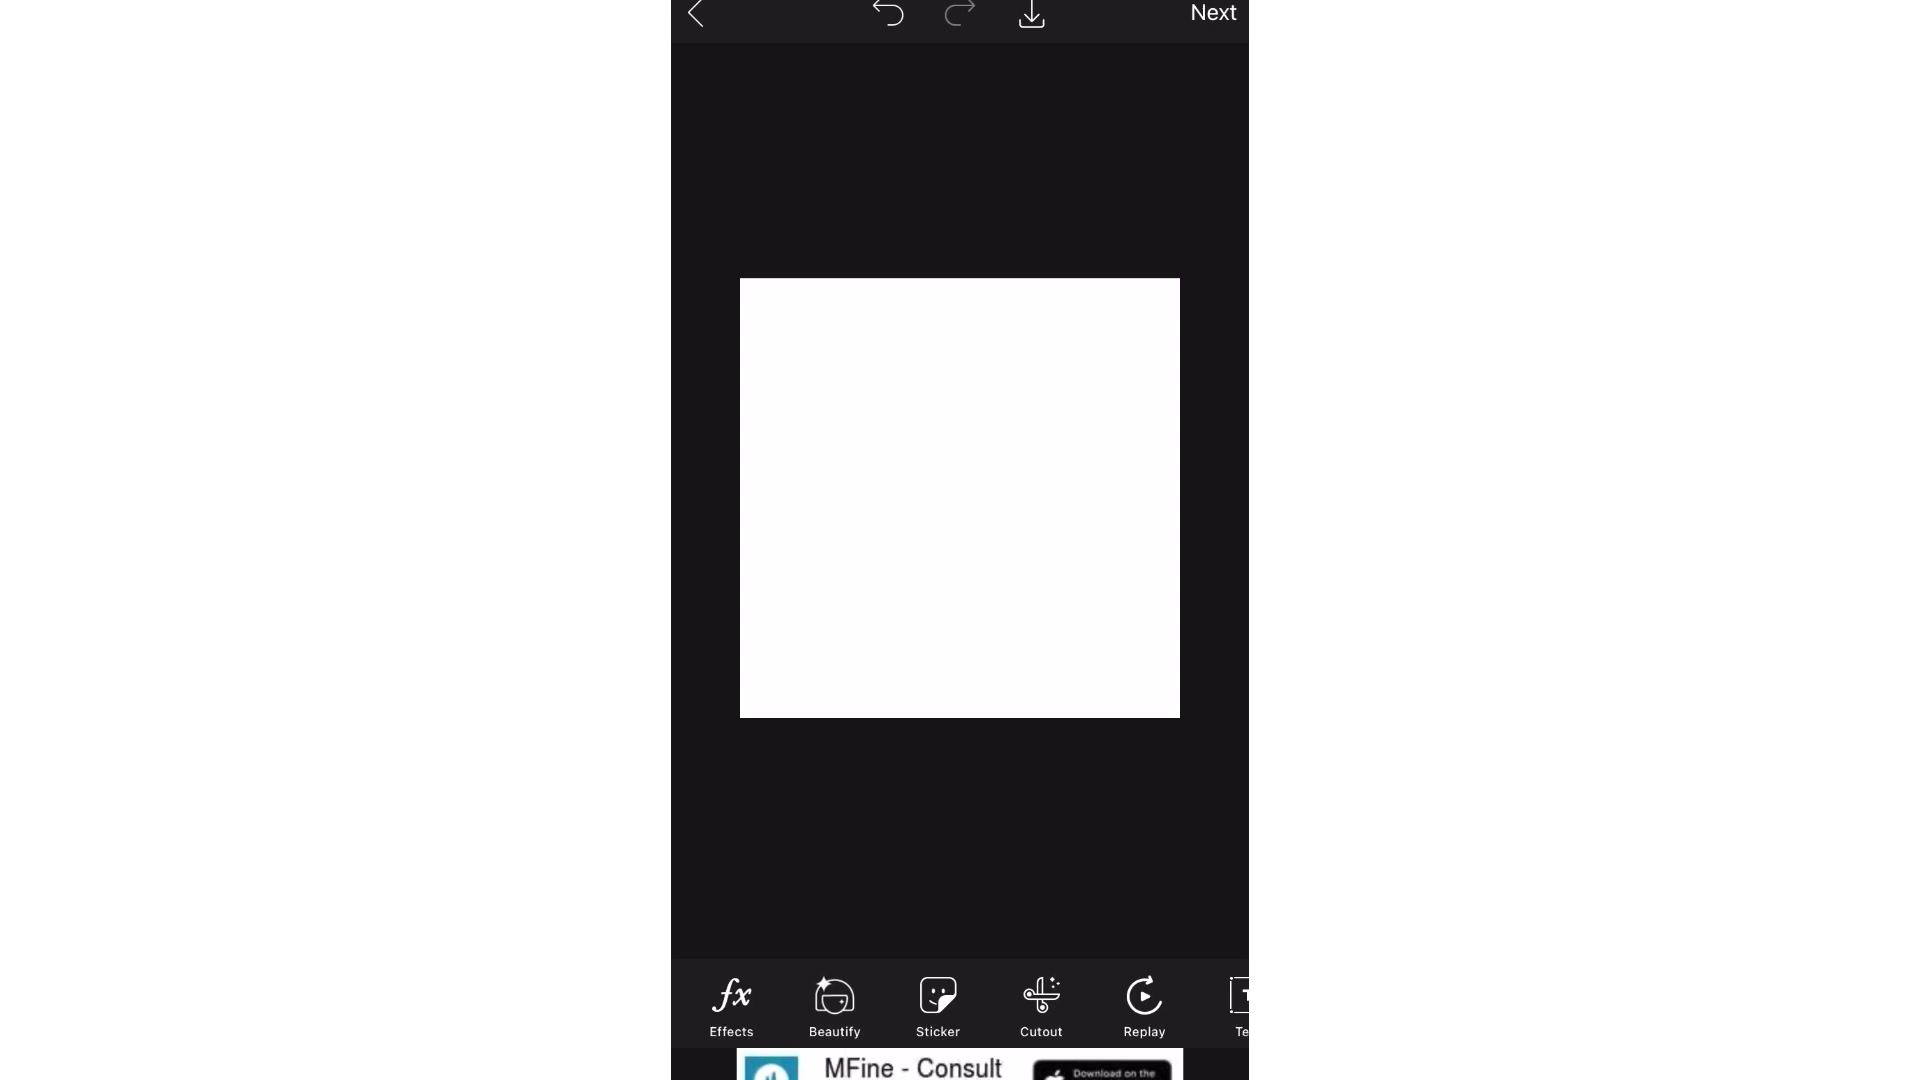 Next
Effects
Beautify
Sticker
Cutout
Replay
Te
MFine - Consult
Download on the